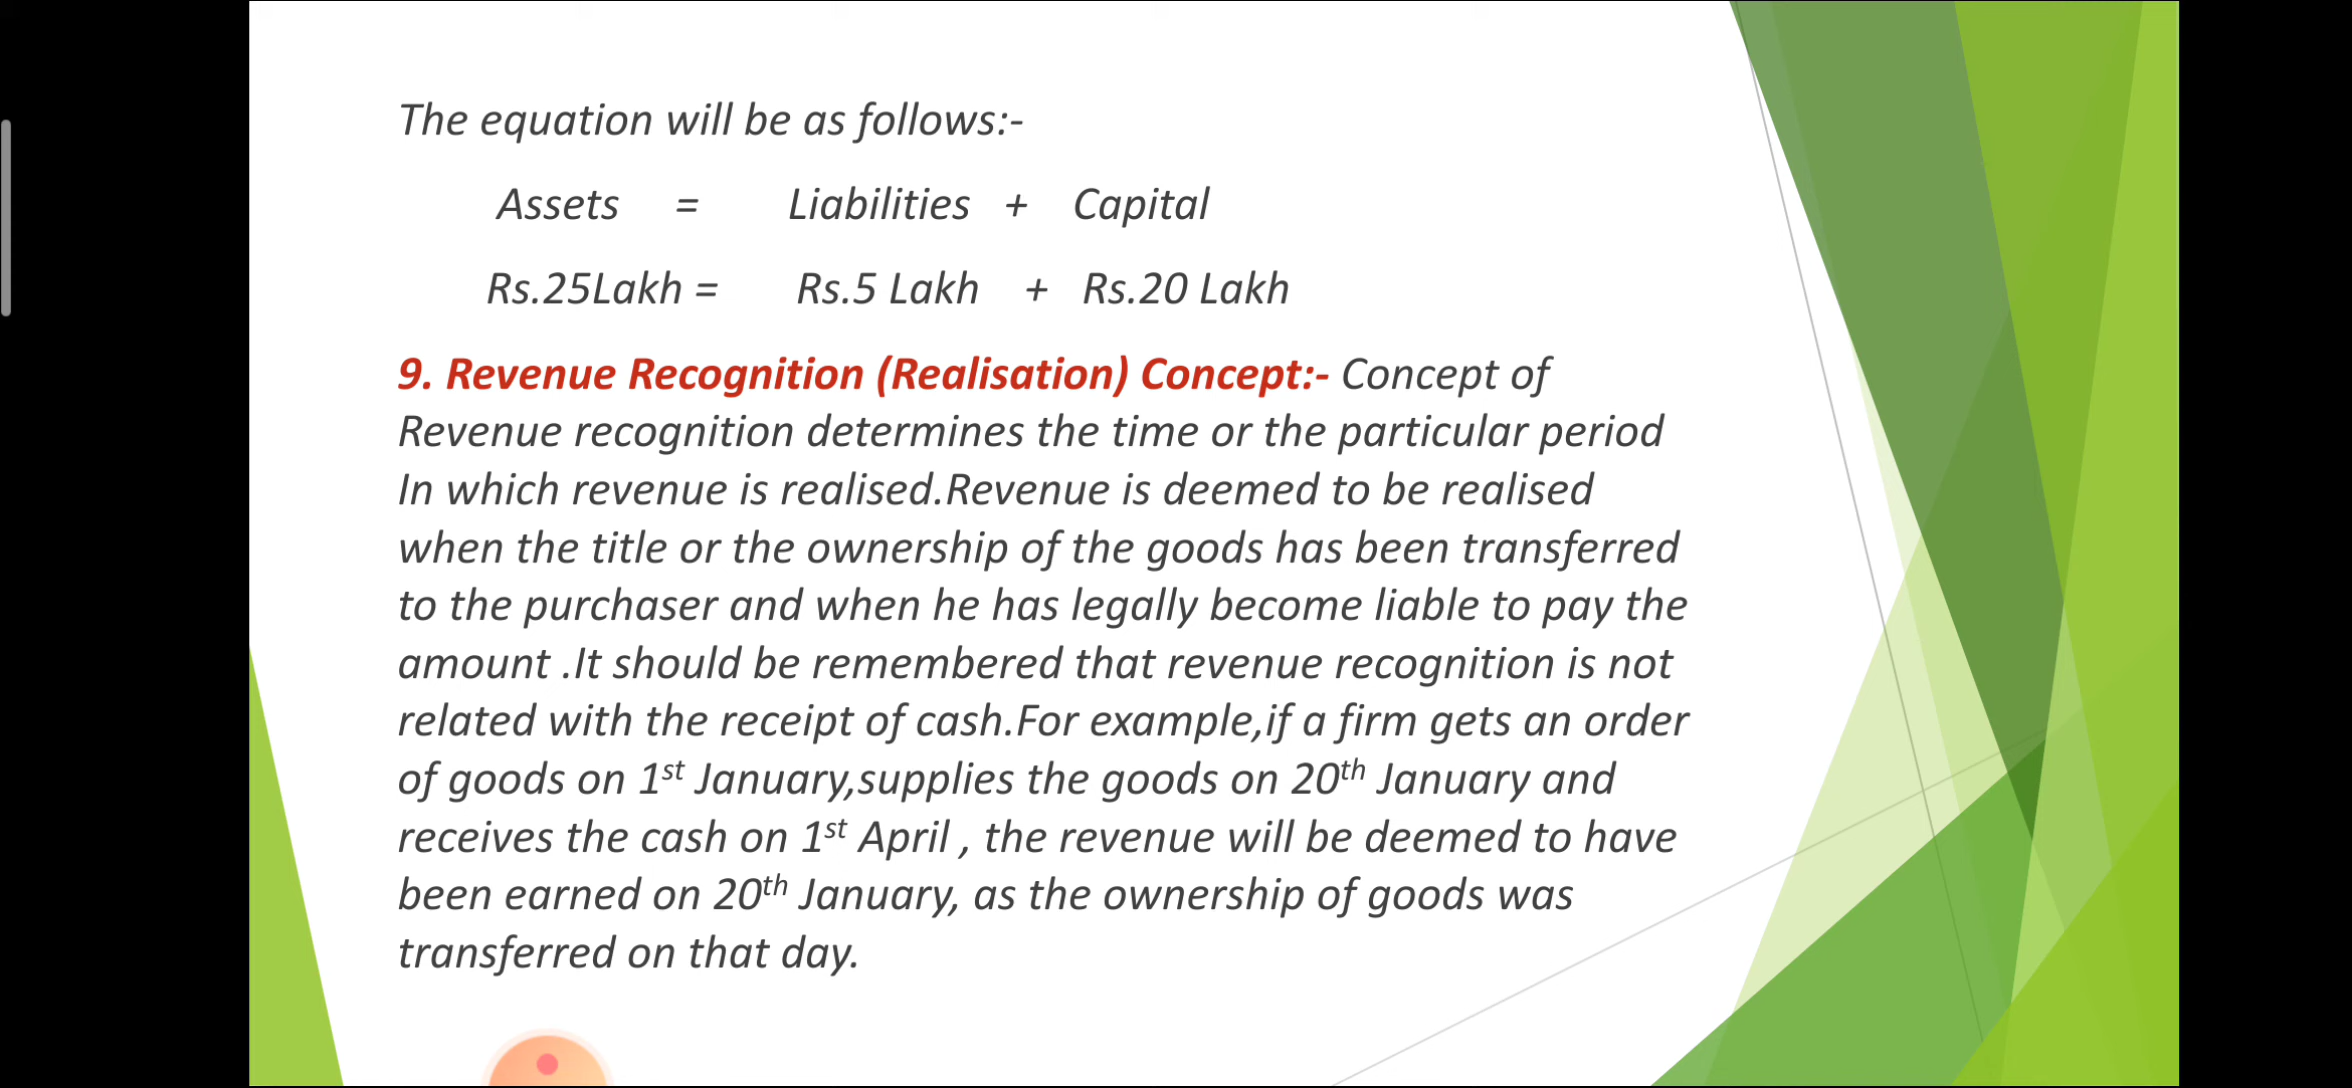 The equation will be as follows:-
Assets = Liabilities + Capital
Rs.25Lakh = Rs.5 Lakh + Rs.20 Lakh
9. Revenue Recognition (Realisation) Concept:- Concept of
Revenue recognition determines the time or the particular period
In which revenue is realised.Revenue is deemed to be realised
when the title or the ownership of the goods has been transferred
to the purchaser and when he has legally become liable to pay the
amount .It should be remembered that revenue recognition is not
related with the receipt of cash.For example,if a firm gets an order
of goods on 1st January,supplies the goods on 20th January and
receives the cash on 1st April , the revenue will be deemed to have
been earned on 20th January, as the ownership of goods was
transferred on that day.